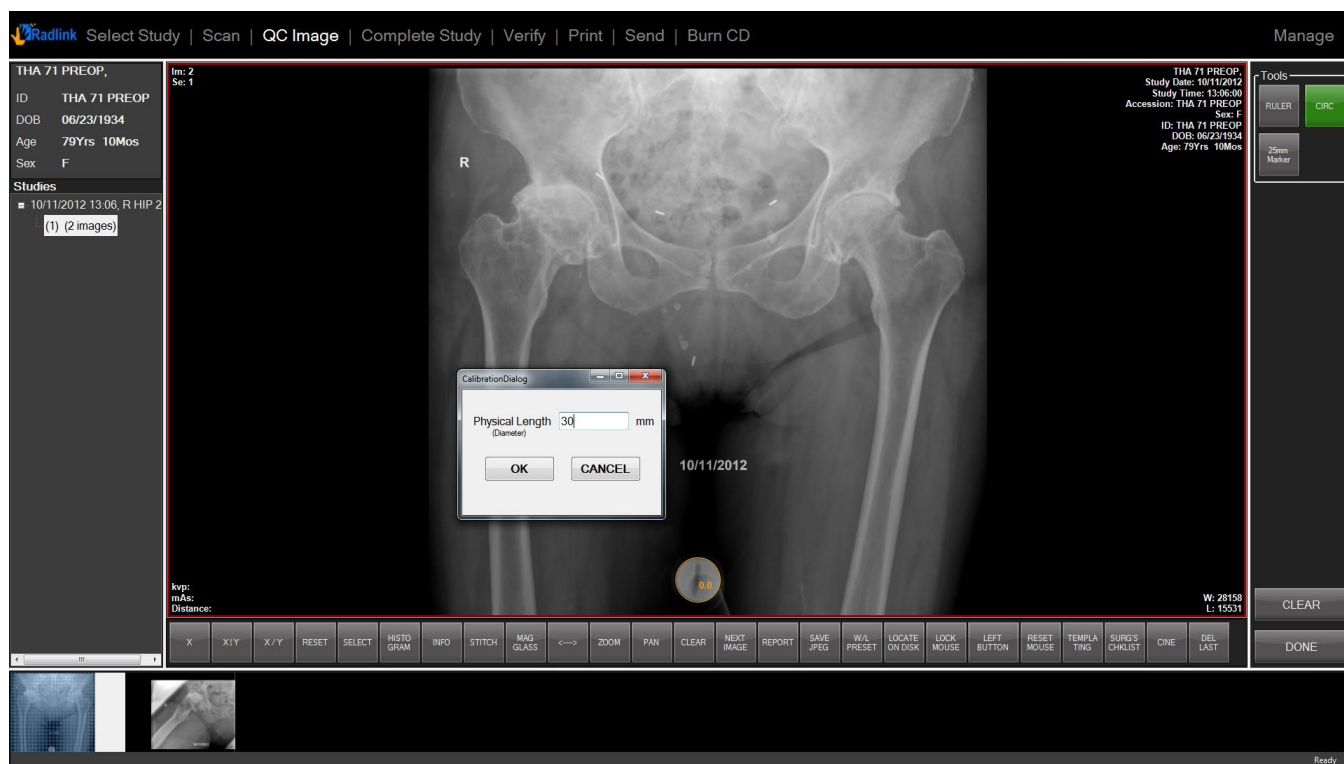 Radlink Select Study | Scan | QC Image | Complete Study | Verify | Print | Send | Burn CD Manage
THA 71 PREOP,
ID THA 71 PREOP
DOB 06/23/1934
Age 79Yrs 10Mos
Sex F
Studies
10/11/2012 13:06, R HIP 2
(1) (2 images)
Im: 2
Se: 1
THA 71 PREOP,
Study Date: 10/11/2012
Study Time: 13:06:00
Accession: THA 71 PREOP
Sex: F
ID: THA 71 PREOP
DOB: 06/23/1934
Age: 79Yrs 10Mos
R
CalibrationDialog
Physical Length 30 mm
(Diameter)
OK CANCEL
10/11/2012
0.0
kvp:
mAs:
Distance:
W: 28158
L: 15531
Tools
RULER CIRC
25mm
Marker
CLEAR
DONE
X X|Y X/Y RESET SELECT HISTO GRAM INFO STITCH MAG GLASS <---> ZOOM PAN CLEAR NEXT IMAGE REPORT SAVE JPEG W/L PRESET LOCATE ON DISK LOCK MOUSE LEFT BUTTON RESET MOUSE TEMPLA TING SURG'S CHKLIST CINE DEL LAST
Ready